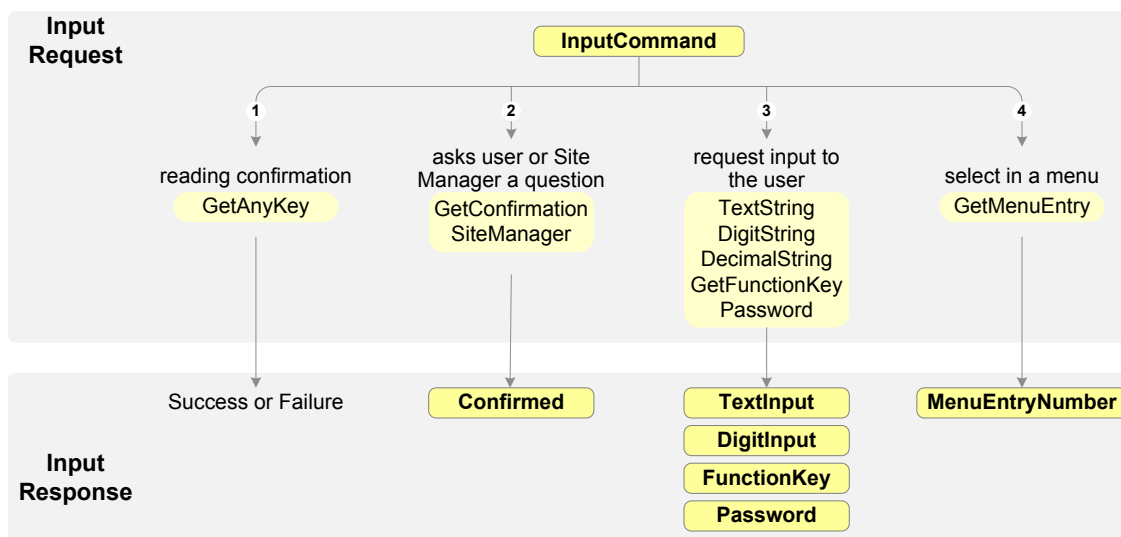 Input
Request
InputCommand
1
2
3
4
reading confirmation
GetAnyKey
asks user or Site
Manager a question
GetConfirmation
SiteManager
request input to
the user
TextString
DigitString
DecimalString
GetFunctionKey
Password
select in a menu
GetMenuEntry
Input
Response
Success or Failure
Confirmed
TextInput
DigitInput
FunctionKey
Password
MenuEntryNumber